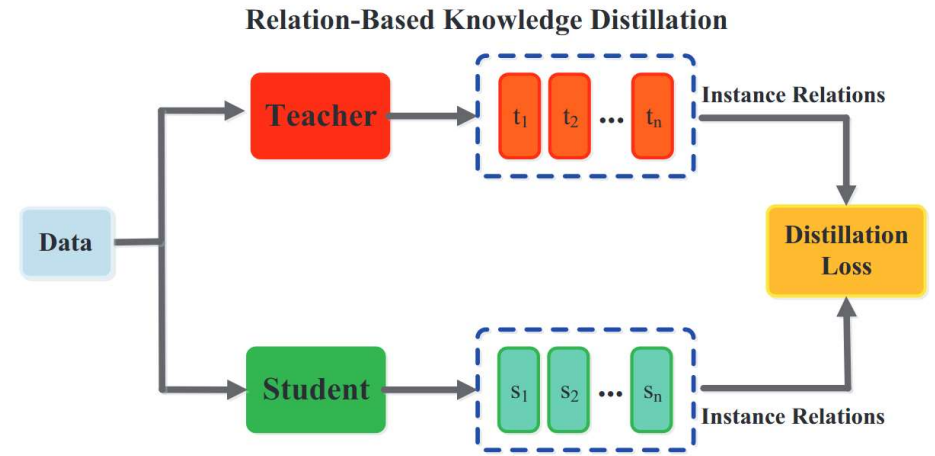 Relation-Based Knowledge Distillation
Teacher
t₁ t₂ ... tₙ
Instance Relations
Data
Distillation
Loss
Student
s₁ s₂ ... sₙ
Instance Relations